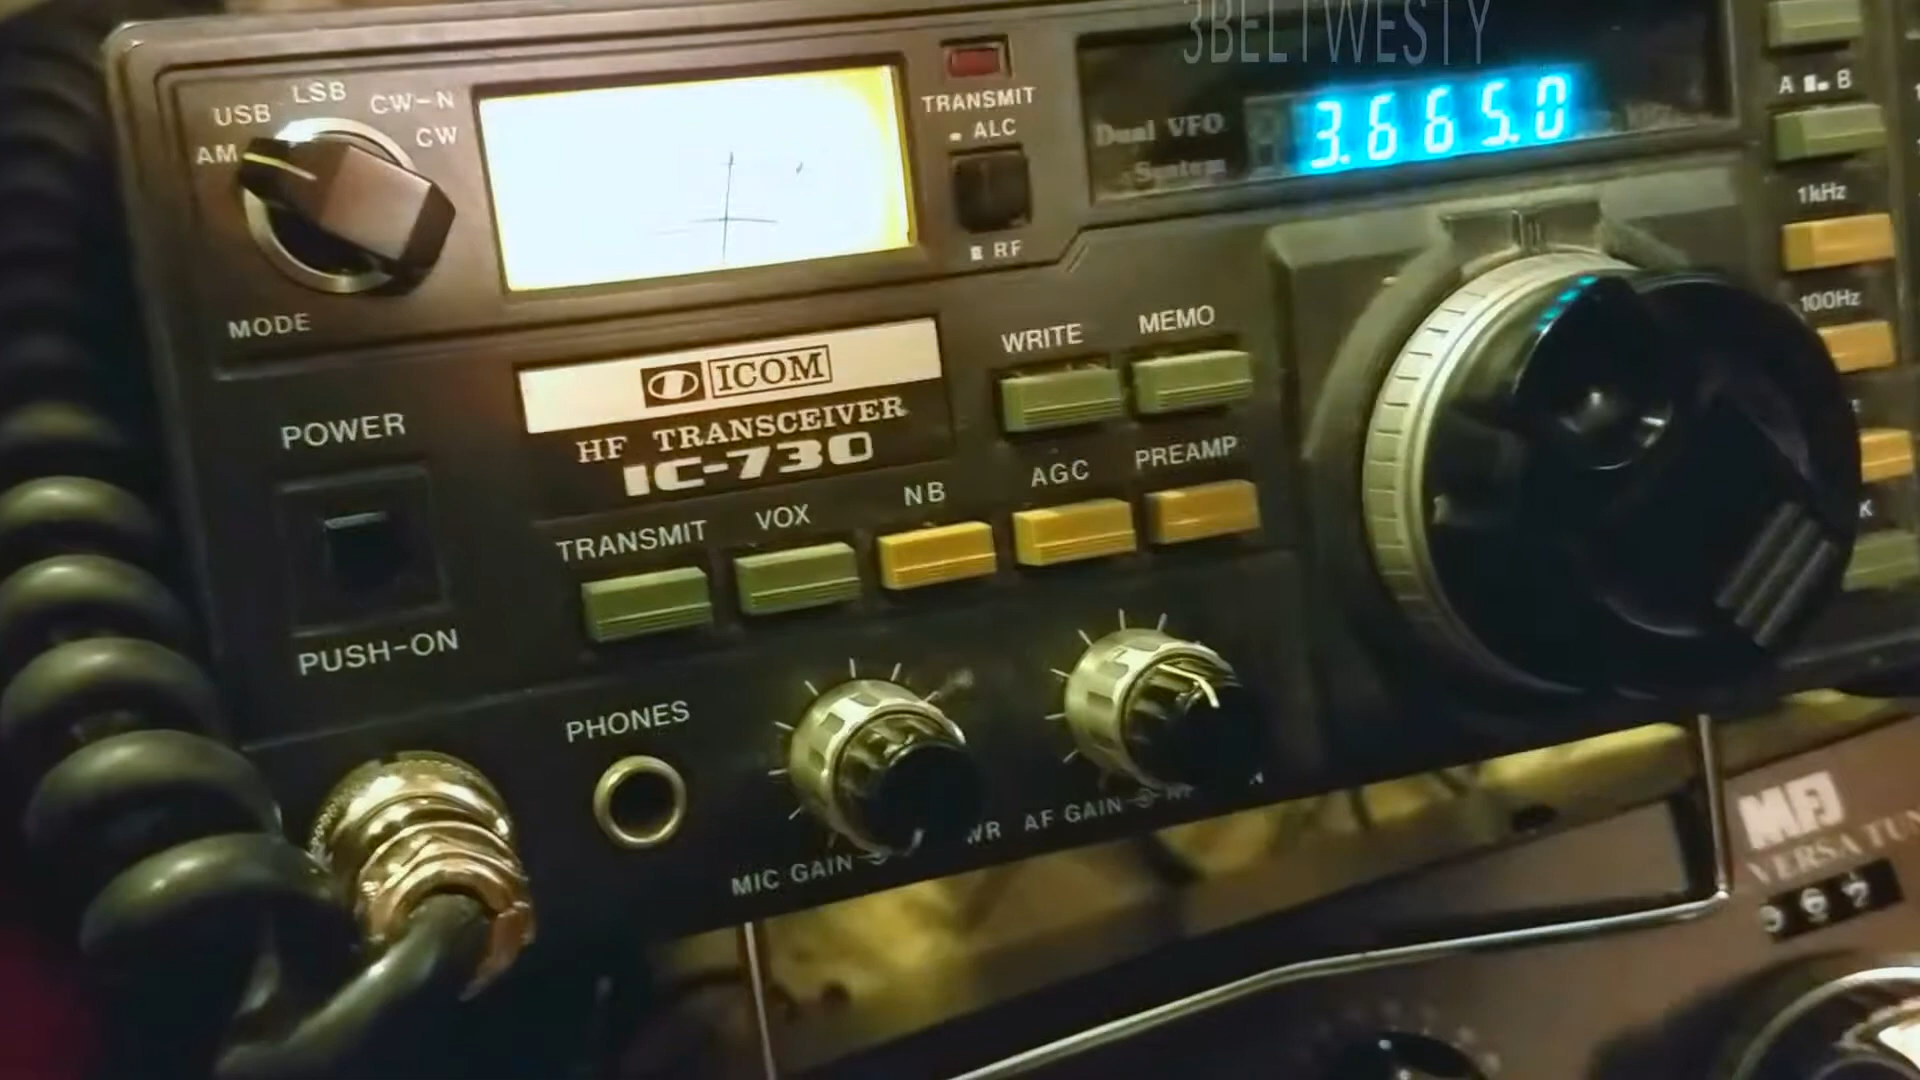 3BELTWESTY
USB LSB CW-N
AM CW
MODE
TRANSMIT
ALC
RF
Dual VFO
System
3.665.0
A B
1kHz
100Hz
ICOM
HF TRANSCEIVER
IC-730
WRITE MEMO
POWER
PUSH-ON
TRANSMIT VOX NB AGC PREAMP
PHONES
MIC GAIN
AF GAIN
MFJ
VERSA TUN